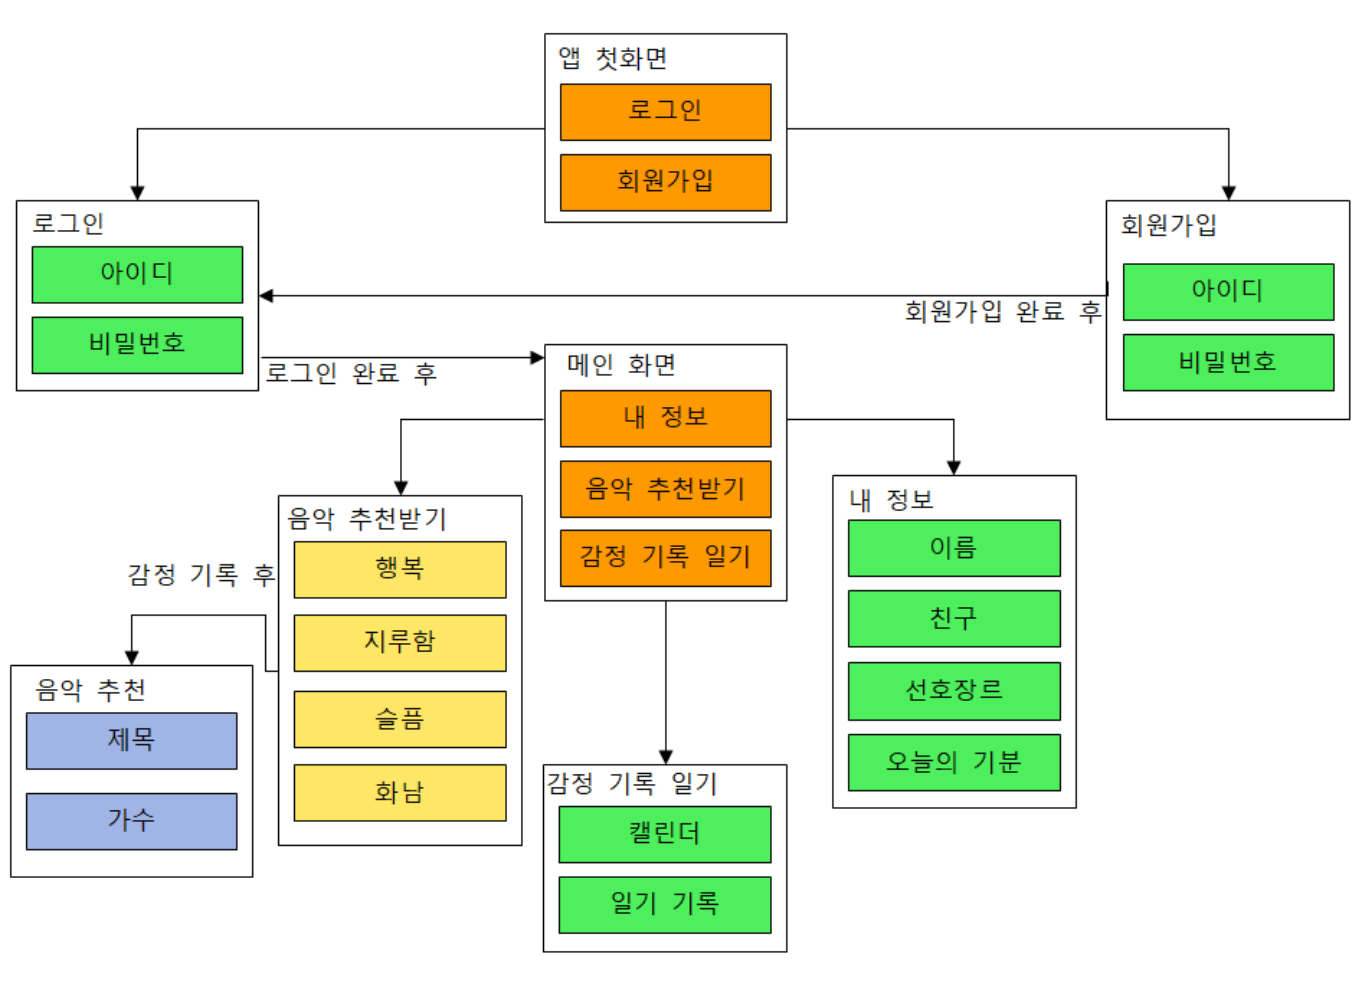 앱 첫화면
로그인
회원가입
로그인
아이디
비밀번호
회원가입
아이디
비밀번호
회원가입 완료 후
로그인 완료 후
메인 화면
내 정보
음악 추천받기
감정 기록 일기
음악 추천받기
행복
지루함
슬픔
화남
감정 기록 후
음악 추천
제목
가수
감정 기록 일기
캘린더
일기 기록
내 정보
이름
친구
선호장르
오늘의 기분